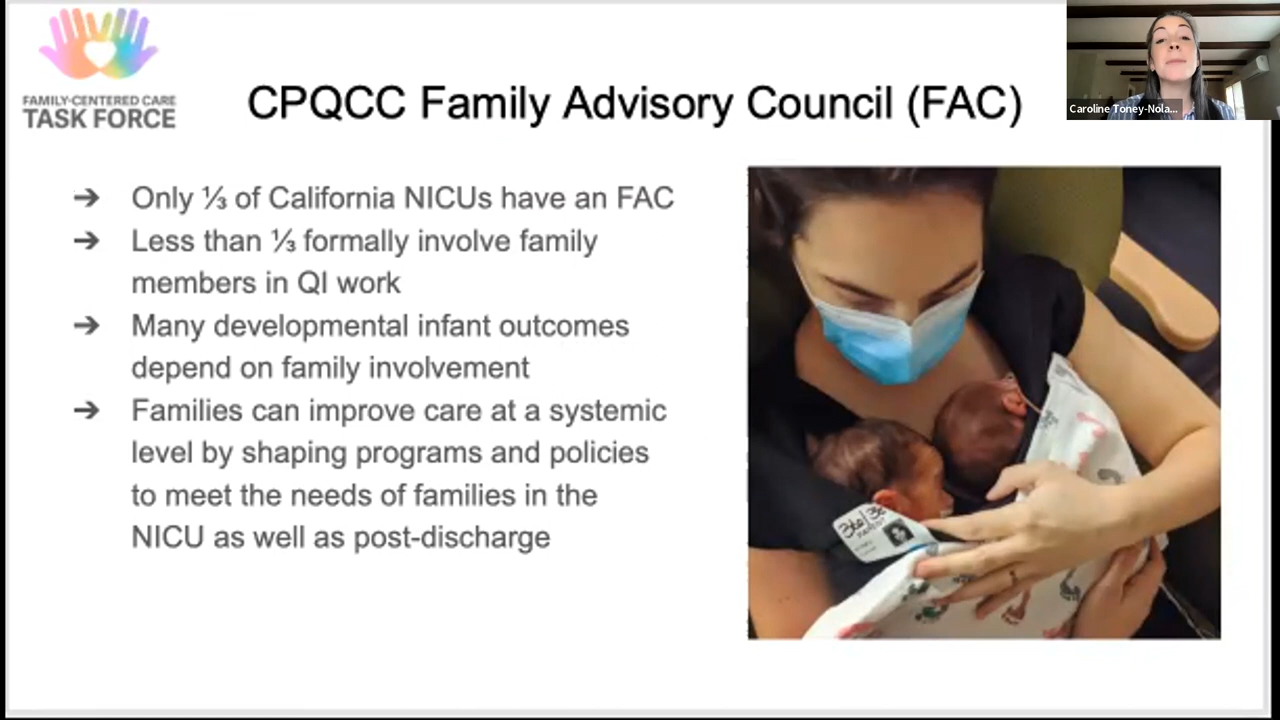 FAMILY-CENTERED CARE
TASK FORCE
CPQCC Family Advisory Council (FAC)
Caroline Toney-Nola...
➔ Only ⅓ of California NICUs have an FAC
➔ Less than ⅓ formally involve family
members in QI work
➔ Many developmental infant outcomes
depend on family involvement
➔ Families can improve care at a systemic
level by shaping programs and policies
to meet the needs of families in the
NICU as well as post-discharge
PARENT